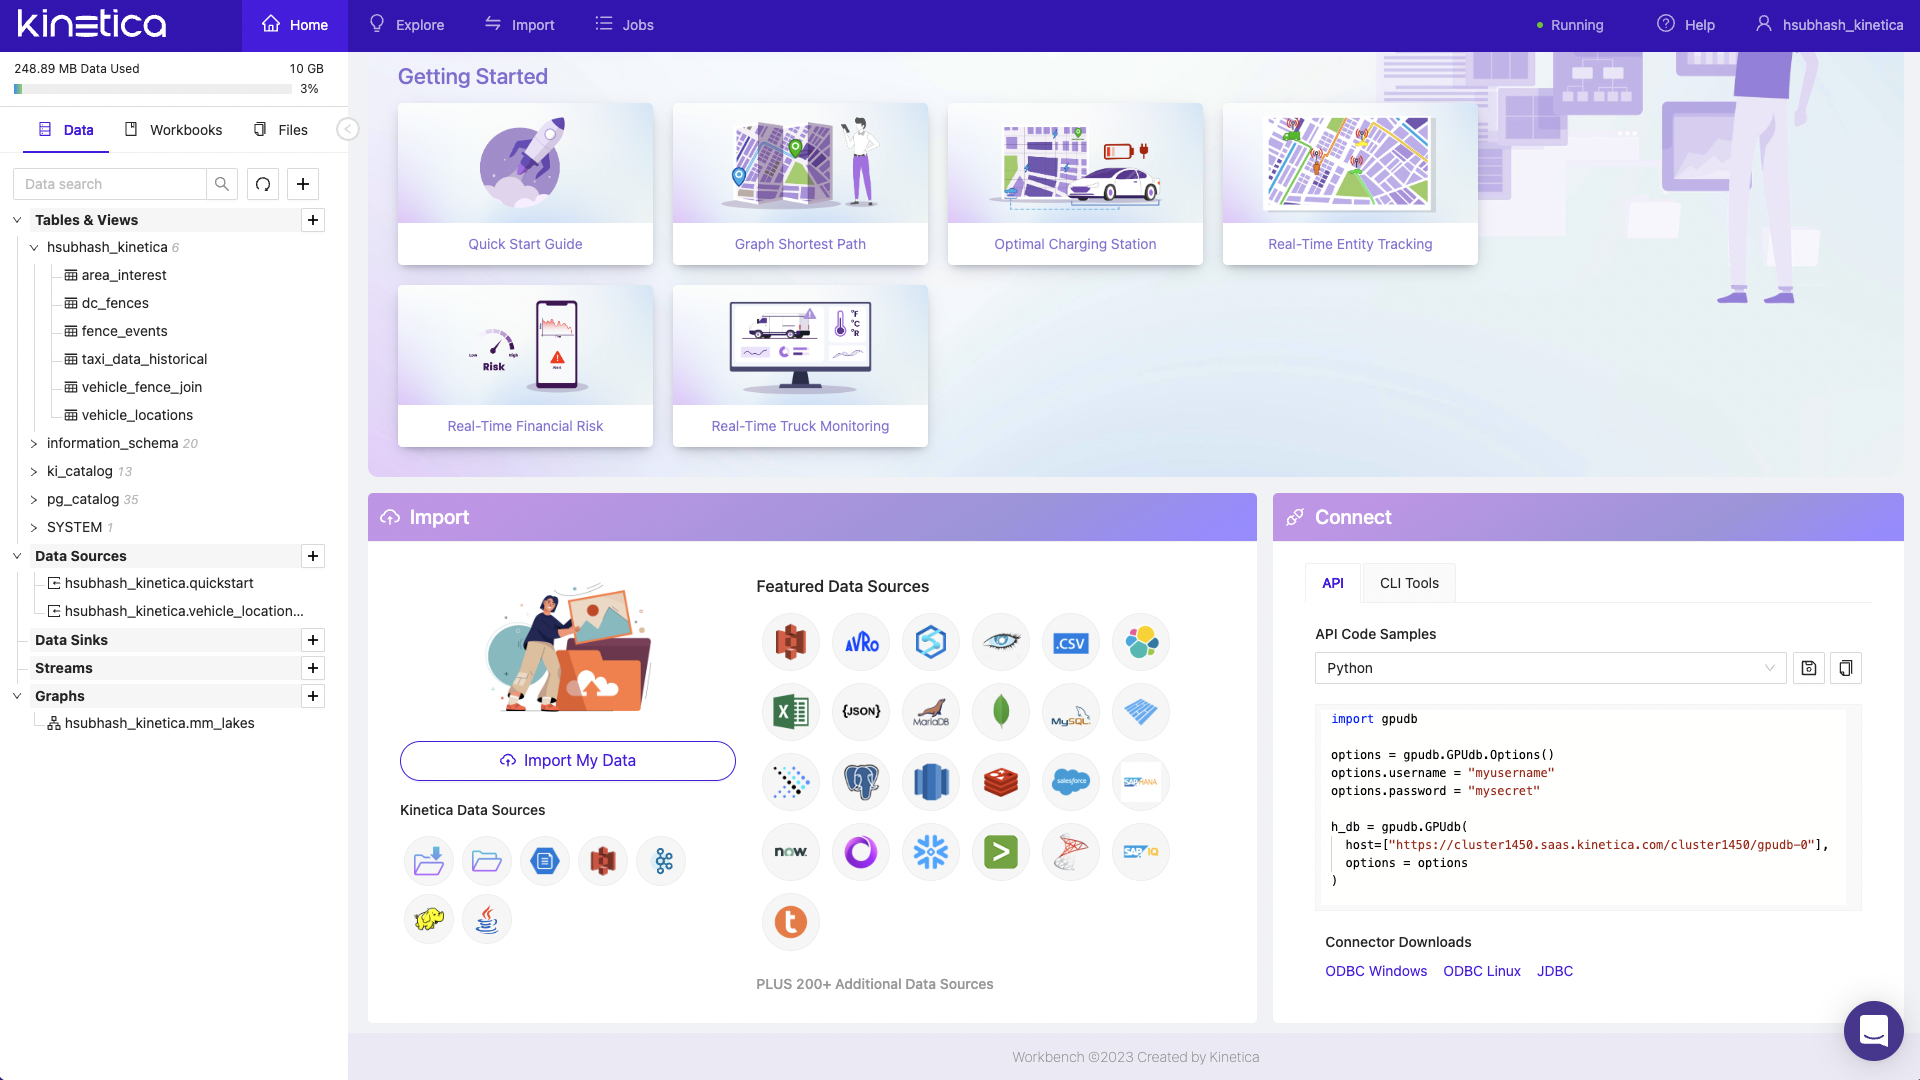 kinetica
Home
Explore
Import
Jobs
Running
Help
hsubhash_kinetica
248.89 MB Data Used
10 GB
3%
Data
Workbooks
Files
Data search
Tables & Views
hsubhash_kinetica 6
area_interest
dc_fences
fence_events
taxi_data_historical
vehicle_fence_join
vehicle_locations
information_schema 20
ki_catalog 13
pg_catalog 35
SYSTEM 1
Data Sources
hsubhash_kinetica.quickstart
hsubhash_kinetica.vehicle_location...
Data Sinks
Streams
Graphs
hsubhash_kinetica.mm_lakes
Getting Started
Quick Start Guide
Graph Shortest Path
Optimal Charging Station
Real-Time Entity Tracking
Low
High
Risk
Alert
°F
°C
°R
Real-Time Financial Risk
Real-Time Truck Monitoring
Import
Import My Data
Kinetica Data Sources
Featured Data Sources
AVRO
.CSV
X
{JSON}
MariaDB
MySQL
salesforce
SAP HANA
now.
>
SAP IQ
t
PLUS 200+ Additional Data Sources
Connect
API
CLI Tools
API Code Samples
Python
import gpudb
options = gpudb.GPUdb.Options()
options.username = "myusername"
options.password = "mysecret"
h_db = gpudb.GPUdb(
host=["https://cluster1450.saas.kinetica.com/cluster1450/gpudb-0"],
options = options
)
Connector Downloads
ODBC Windows
ODBC Linux
JDBC
Workbench ©2023 Created by Kinetica